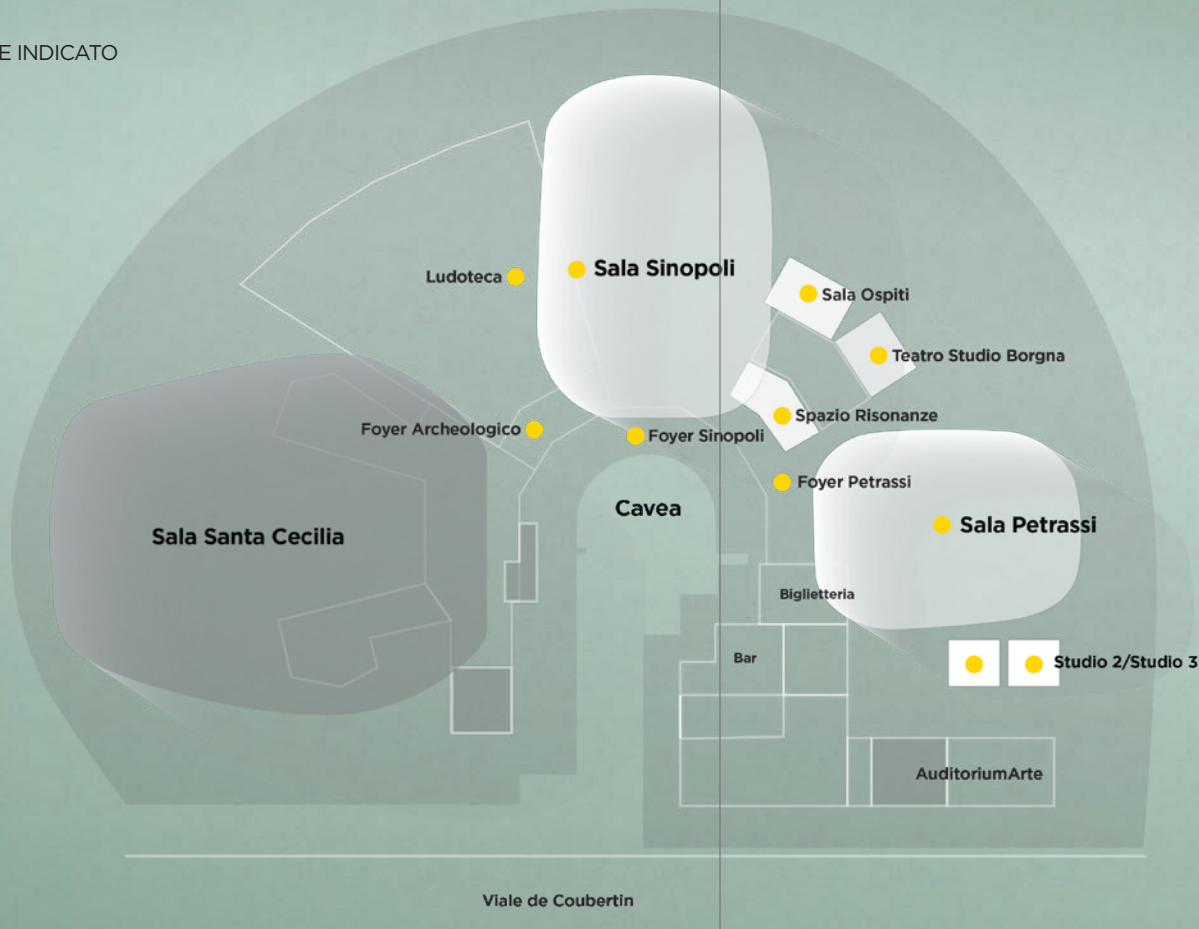 E INDICATO
Sala Sinopoli
Ludoteca
Sala Ospiti
Teatro Studio Borgna
Spazio Risonanze
Foyer Archeologico
Foyer Sinopoli
Foyer Petrassi
Cavea
Sala Petrassi
Sala Santa Cecilia
Biglietteria
Bar
Studio 2/Studio 3
AuditoriumArte
Viale de Coubertin